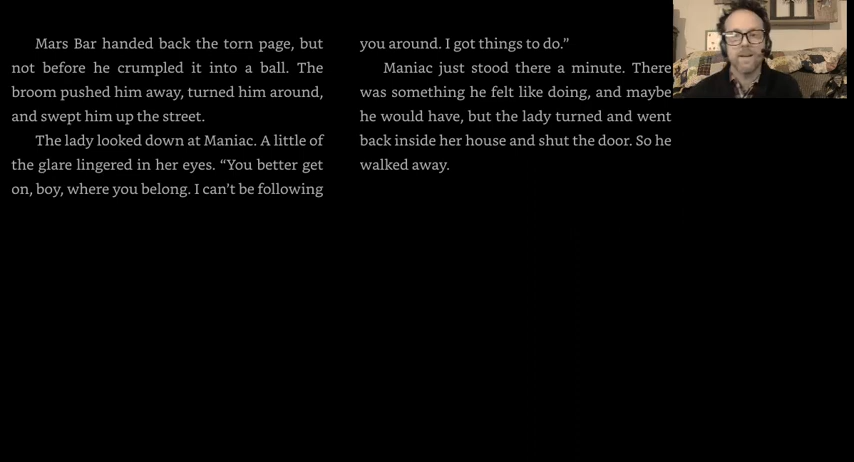 Mars Bar handed back the torn page, but
not before he crumpled it into a ball. The
broom pushed him away, turned him around,
and swept him up the street.
The lady looked down at Maniac. A little of
the glare lingered in her eyes. “You better get
on, boy, where you belong. I can’t be following
you around. I got things to do.”
Maniac just stood there a minute. There
was something he felt like doing, and maybe
he would have, but the lady turned and went
back inside her house and shut the door. So he
walked away.